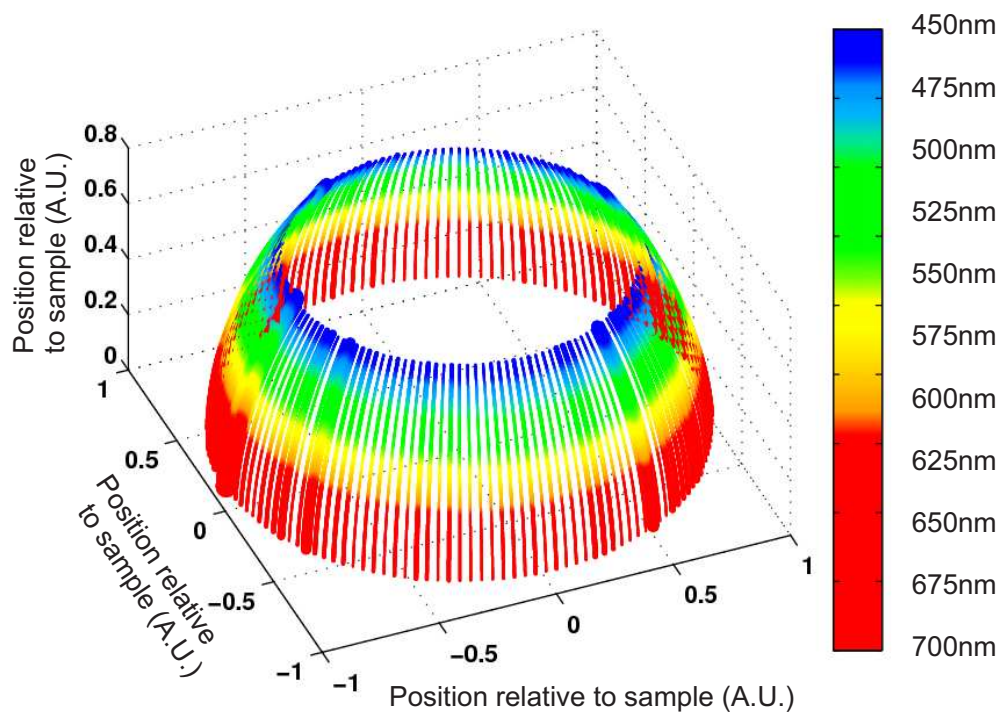 0.8
0.6
0.4
0.2
0
Position relative
to sample (A.U.)
1
0.5
0
−0.5
−1
Position relative
to sample (A.U.)
−1
−0.5
0
0.5
1
Position relative to sample (A.U.)
450nm
475nm
500nm
525nm
550nm
575nm
600nm
625nm
650nm
675nm
700nm